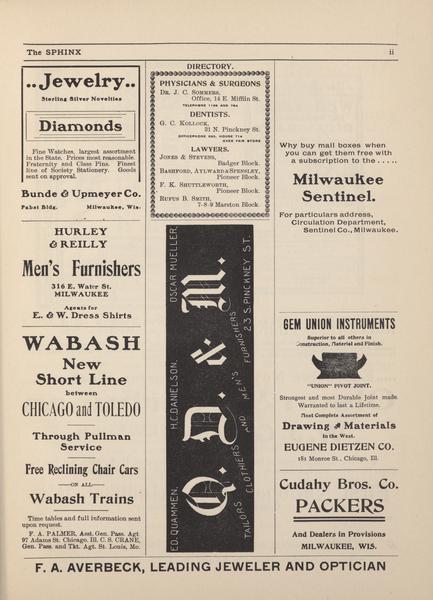 The SPHINX
ii
..Jewelry..
Sterling Silver Novelties
Diamonds
Fine Watches, largest assortment
in the State. Prices most reasonable.
Fraternity and Class Pins. Finest
line of Society Stationery. Goods
sent on approval.
Bunde & Upmeyer Co.
Pabst Bldg. Milwaukee, Wis.
HURLEY
& REILLY
Men's Furnishers
316 E. Water St.
MILWAUKEE
Agents for
E. & W. Dress Shirts
WABASH
New
Short Line
between
CHICAGO and TOLEDO
Through Pullman
Service
Free Reclining Chair Cars
—ON ALL—
Wabash Trains
Time tables and full information sent
upon request.
F. A. PALMER, Asst. Gen. Pass. Agt
97 Adams St. Chicago, Ill. C. S. CRANE,
Gen. Pass. and Tkt. Agt. St. Louis, Mo.
DIRECTORY.
PHYSICIANS & SURGEONS
DR. J. C. SOMMERS,
Office, 14 E. Mifflin St.
DENTISTS.
G. C. KOLLOCK,
31 N. Pinckney St.
OVER FAIR STORE
LAWYERS.
JONES & STEVENS,
Badger Block.
BASHFORD, AYLWARD & SPENSLEY,
Pioneer Block.
F. K. SHUTTLEWORTH,
Pioneer Block.
RUFUS B. SMITH,
7-8-9 Marston Block.
ED. QUAMMEN. H.C. DANIELSON. OSCAR MUELLER.
Q. D. & M.
TAILORS CLOTHIERS AND MEN'S FURNISHERS
23 S. PINCKNEY ST.
Why buy mail boxes when
you can get them free with
a subscription to the . . . . .
Milwaukee
Sentinel.
For particulars address,
Circulation Department,
Sentinel Co., Milwaukee.
GEM UNION INSTRUMENTS
Superior to all others in
Construction, Material and Finish.
"UNION" PIVOT JOINT.
Strongest and most Durable Joint made.
Warranted to last a Lifetime.
Most Complete Assortment of
Drawing Materials
In the West.
EUGENE DIETZGEN CO.
181 Monroe St., Chicago, Ill.
Cudahy Bros. Co.
PACKERS
And Dealers in Provisions
MILWAUKEE, WIS.
F. A. AVERBECK, LEADING JEWELER AND OPTICIAN